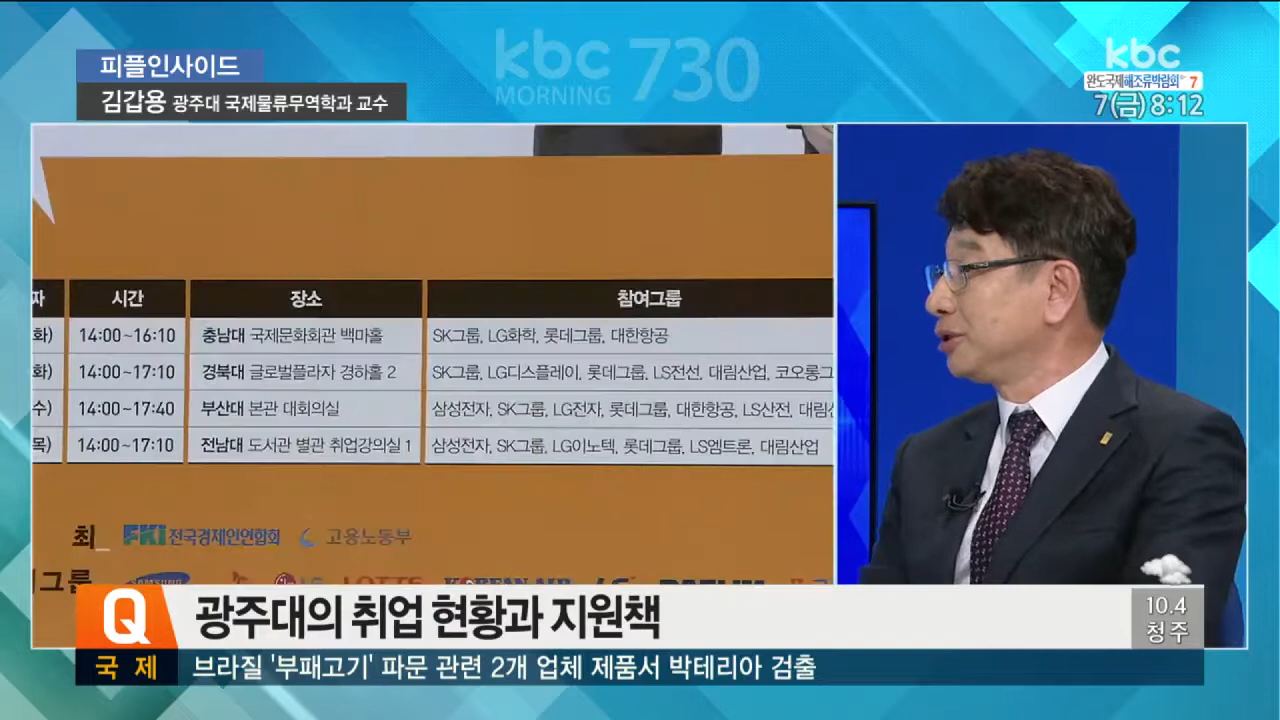 kbc 730
MORNING
피플인사이드
김갑용 광주대 국제물류무역학과 교수
kbc
완도국제해조류박람회 7
7(금) 8:12
시간 장소 참여그룹
화) 14:00~16:10 충남대 국제문화회관 백마홀 SK그룹, LG화학, 롯데그룹, 대한항공
화) 14:00~17:10 경북대 글로벌플라자 경하홀 2 SK그룹, LG디스플레이, 롯데그룹, LS전선, 대림산업, 코오롱그
수) 14:00~17:40 부산대 본관 대회의실 삼성전자, SK그룹, LG전자, 롯데그룹, 대한항공, LS산전, 대림산
목) 14:00~17:10 전남대 도서관 별관 취업강의실 1 삼성전자, SK그룹, LG이노텍, 롯데그룹, LS엠트론, 대림산업
최 FKI 전국경제인연합회 고용노동부
그룹 SAMSUNG LG LOTTE KOREAN AIR LS DAELIM
Q 광주대의 취업 현황과 지원책
10.4
청주
국제 브라질 '부패고기' 파문 관련 2개 업체 제품서 박테리아 검출